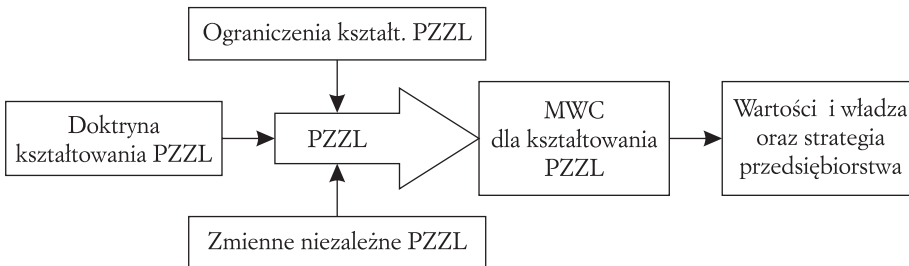 Ograniczenia kształt. PZZL
Doktryna
kształtowania PZZL
PZZL
MWC
dla kształtowania
PZZL
Wartości i władza
oraz strategia
przedsiębiorstwa
Zmienne niezależne PZZL